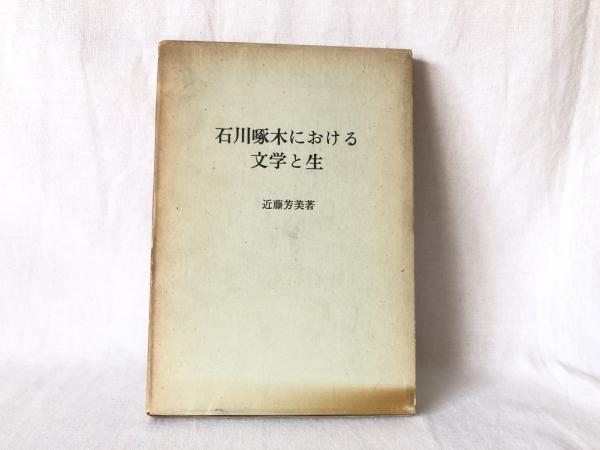 石川啄木における
文学と生
近藤芳美著